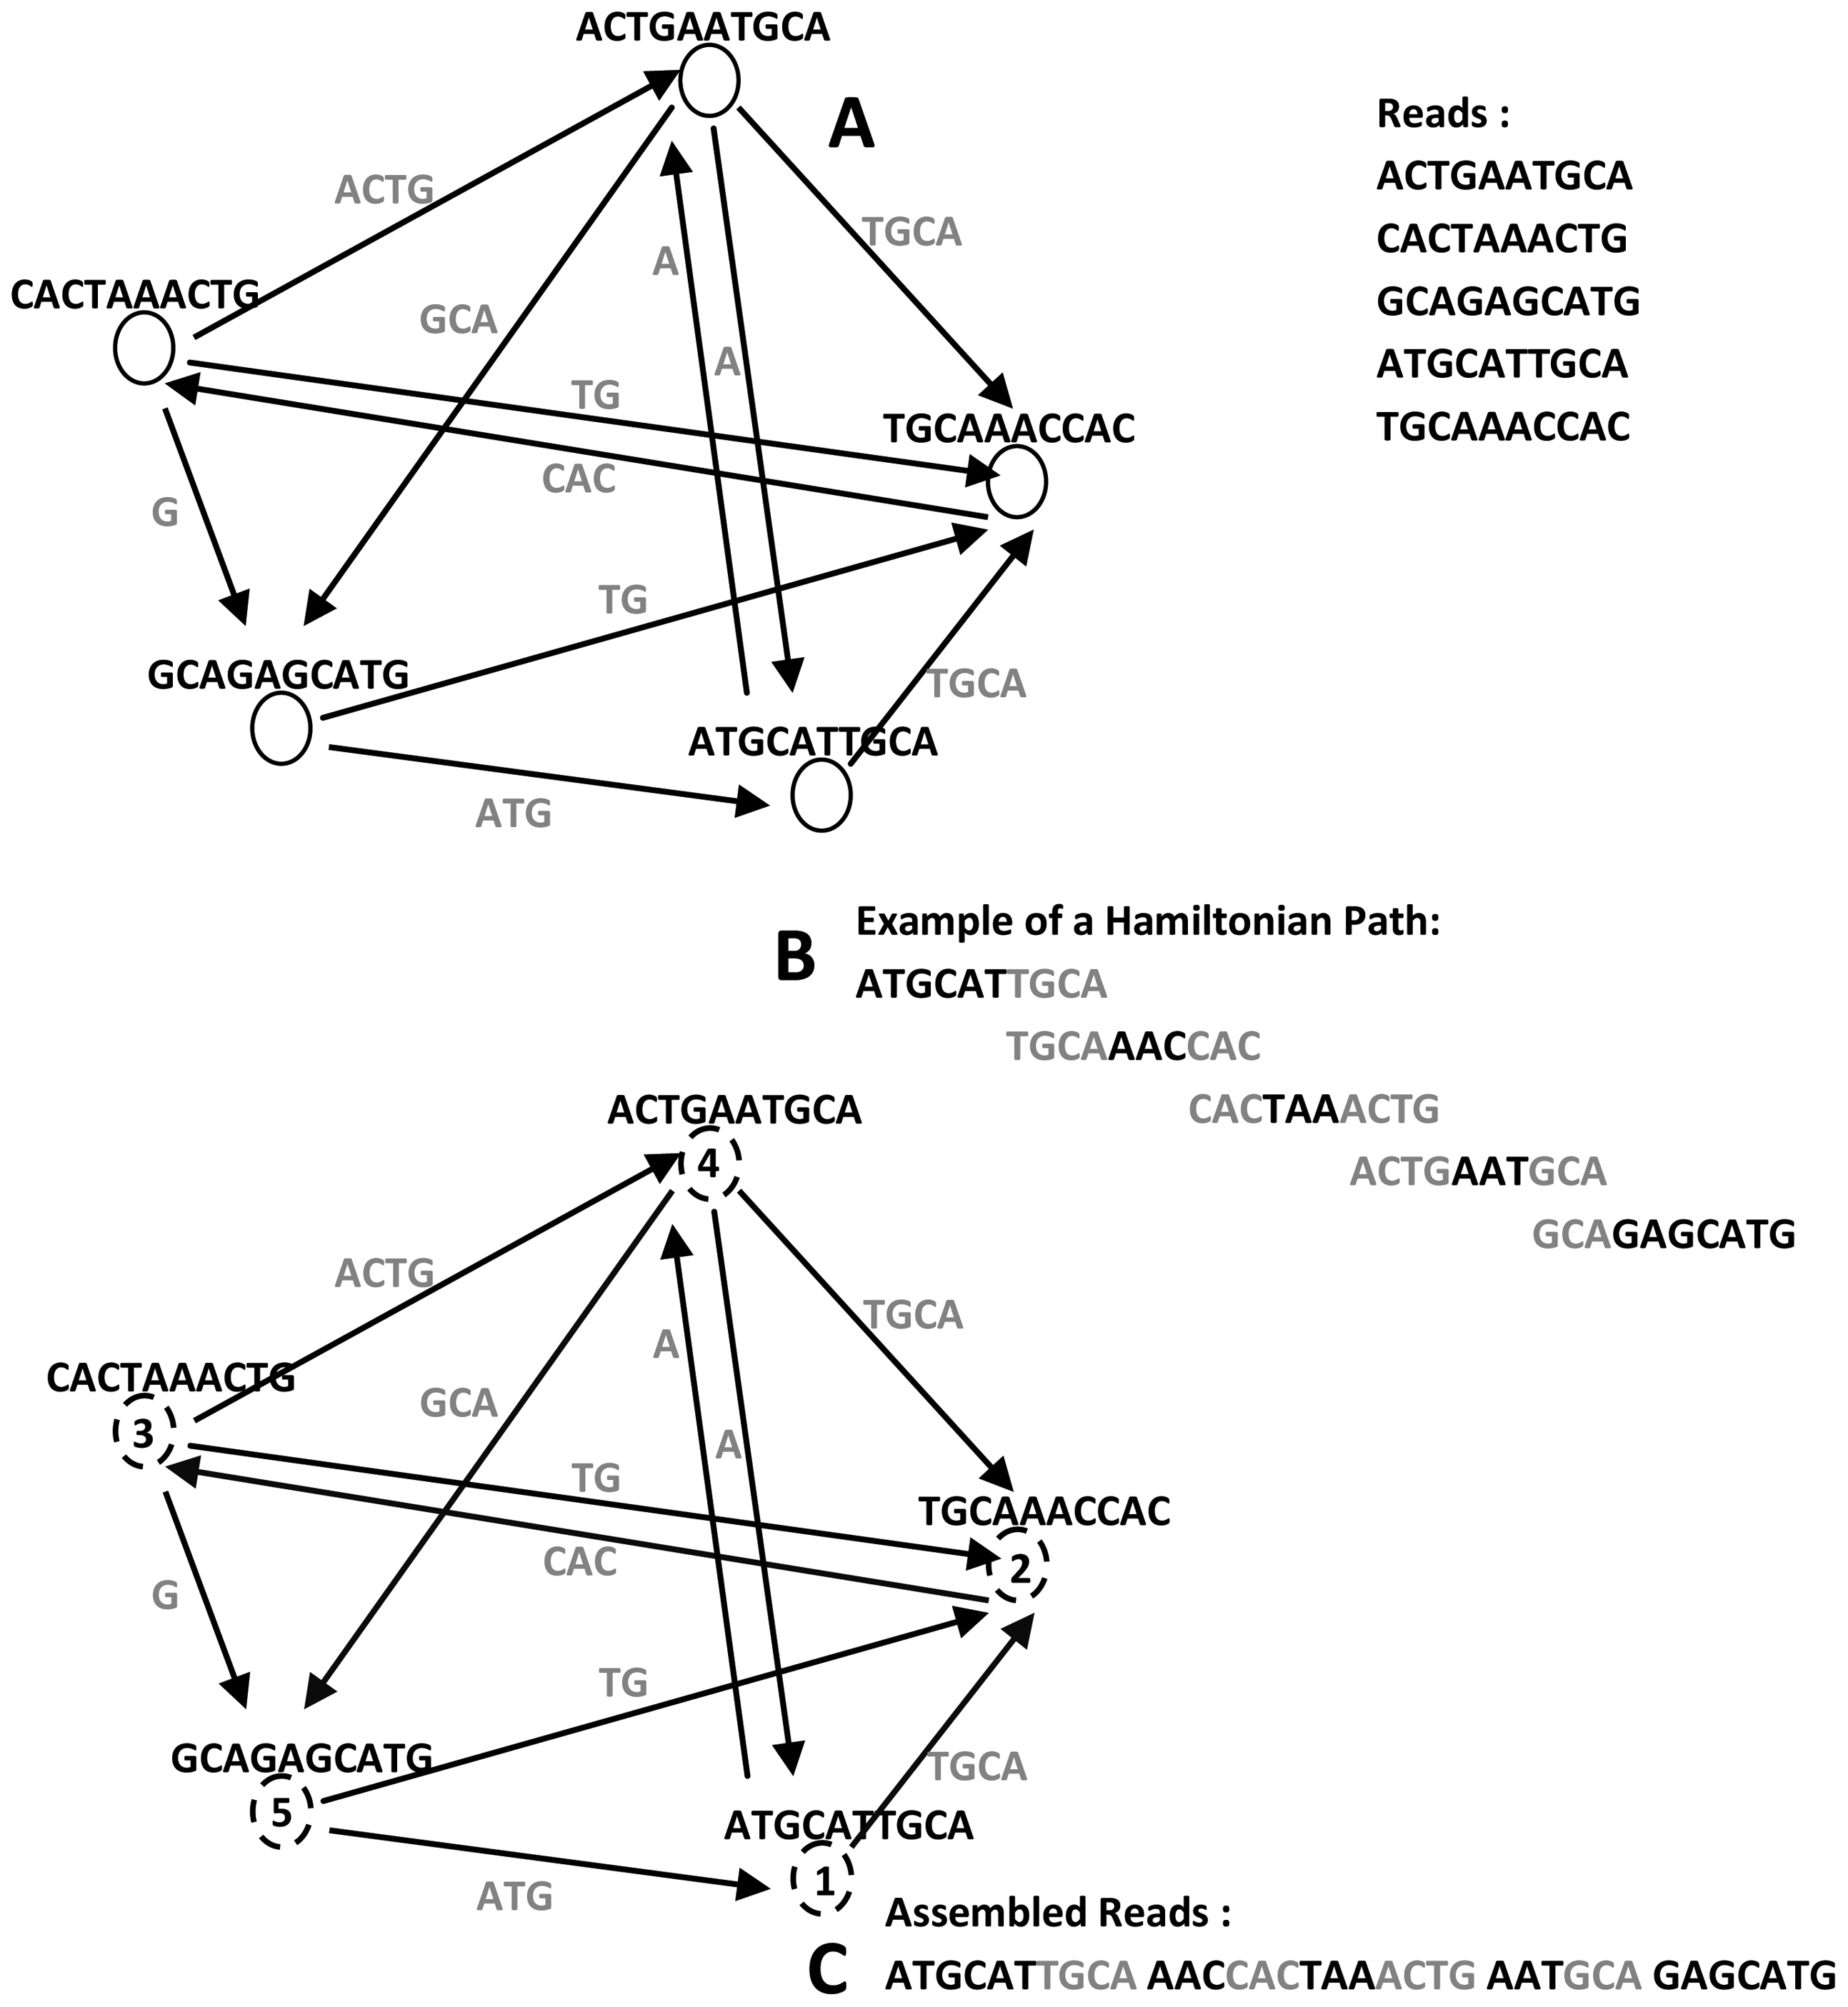 ACTGAATGCA
A
Reads :
ACTGAATGCA
CACTAAACTG
GCAGAGCATG
ATGCATTGCA
TGCAAACCAC
ACTG
TGCA
A
CACTAAACTG
GCA
A
TG
TGCAAACCAC
CAC
G
TG
GCAGAGCATG
TGCA
ATGCATTGCA
ATG
B
Example of a Hamiltonian Path:
ATGCATTGCA
TGCAAACCAC
CACTAAACTG
ACTGAATGCA
GCAGAGCATG
ACTGAATGCA
4
ACTG
TGCA
A
CACTAAACTG
3
GCA
A
TG
TGCAAACCAC
2
CAC
G
TG
GCAGAGCATG
5
TGCA
ATGCATTGCA
1
ATG
Assembled Reads :
C
ATGCATTGCA AACCACTAAACTG AATGCA GAGCATG